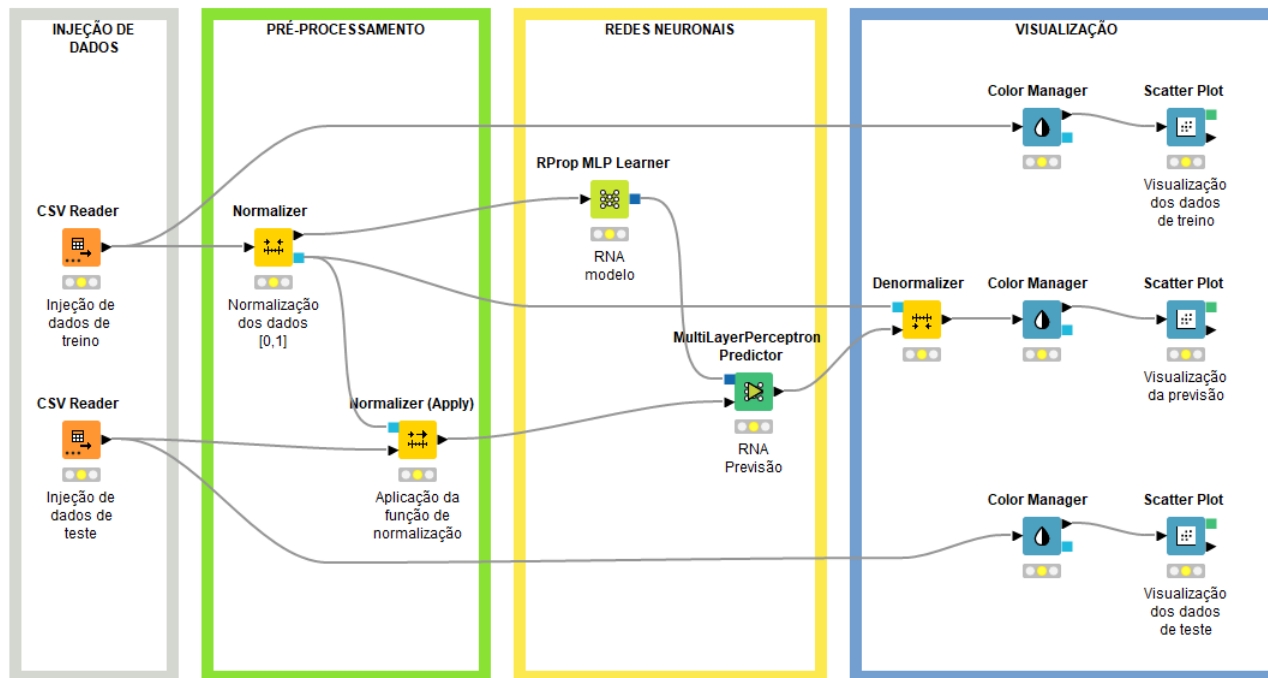 INJEÇÃO DE
DADOS
CSV Reader
Injeção de
dados de
treino
CSV Reader
Injeção de
dados de
teste
PRÉ-PROCESSAMENTO
Normalizer
Normalização
dos dados
[0,1]
Normalizer (Apply)
Aplicação da
função de
normalização
REDES NEURONAIS
RProp MLP Learner
RNA
modelo
MultiLayerPerceptron
Predictor
RNA
Previsão
VISUALIZAÇÃO
Color Manager
Scatter Plot
Visualização
dos dados
de treino
Denormalizer
Color Manager
Scatter Plot
Visualização
da previsão
Color Manager
Scatter Plot
Visualização
dos dados
de teste